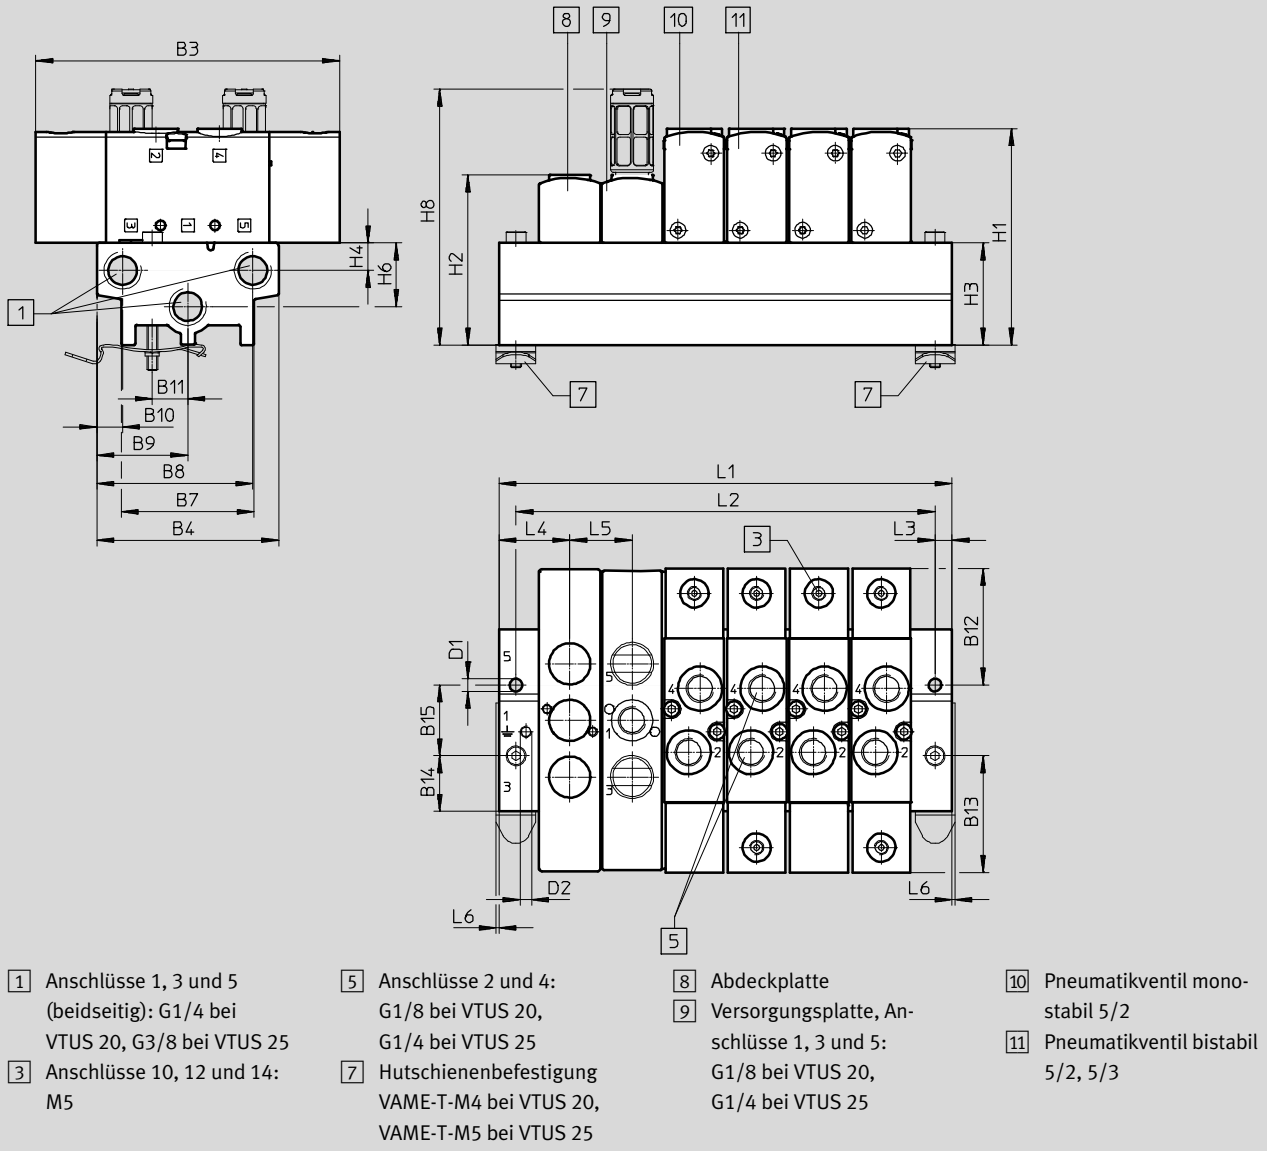 8 9 10 11
B3
2 4
3 1 5
H4
H6
1
H8
H2
H1
H3
7 7
B11
B10
B9
B8
B7
B4
L1
L2
L4 L5 3 L3
D1
5
1
3
B15
B14
5
1
3
4 4 4 4
2 2 2 2
B12
B13
D2
L6 L6
5
1 Anschlüsse 1, 3 und 5
(beidseitig): G1/4 bei
VTUS 20, G3/8 bei VTUS 25
3 Anschlüsse 10, 12 und 14:
M5
5 Anschlüsse 2 und 4:
G1/8 bei VTUS 20,
G1/4 bei VTUS 25
7 Hutschienenbefestigung
VAME-T-M4 bei VTUS 20,
VAME-T-M5 bei VTUS 25
8 Abdeckplatte
9 Versorgungsplatte, An-
schlüsse 1, 3 und 5:
G1/8 bei VTUS 20,
G1/4 bei VTUS 25
10 Pneumatikventil mono-
stabil 5/2
11 Pneumatikventil bistabil
5/2, 5/3